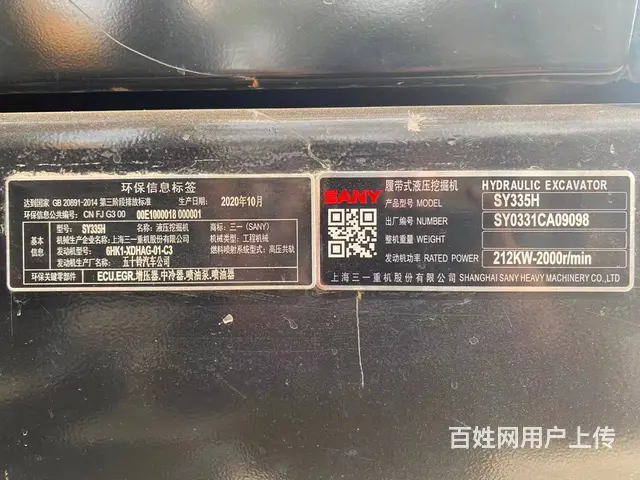 环保信息标签
达到国家 GB 20891-2014 第三阶段排放标准 生产日期: 2020年10月
环保信息公开编号: CN FJ G3 00 00E1000018 000001
型号: SY335H 名称: 液压挖掘机 商标: 三一 (SANY)
机械生产企业名称: 上海三一重机股份有限公司 机械类型: 工程机械
发动机型号: 6HK1-XDHAG-01-C3 燃料喷射系统型式: 高压共轨
发动机生产厂名称: 五十铃汽车公司
环保关键零部件 ECU,EGR,增压器,中冷器,喷油泵,喷油器
SANY
履带式液压挖掘机 HYDRAULIC EXCAVATOR
产品型号 MODEL SY335H
出厂编号 NUMBER SY0331CA09098
整机重量 WEIGHT
发动机功率 RATED POWER 212KW-2000r/min
上海三一重机股份有限公司 SHANGHAI SANY HEAVY MACHINERY CO.,LTD
百姓网用户上传